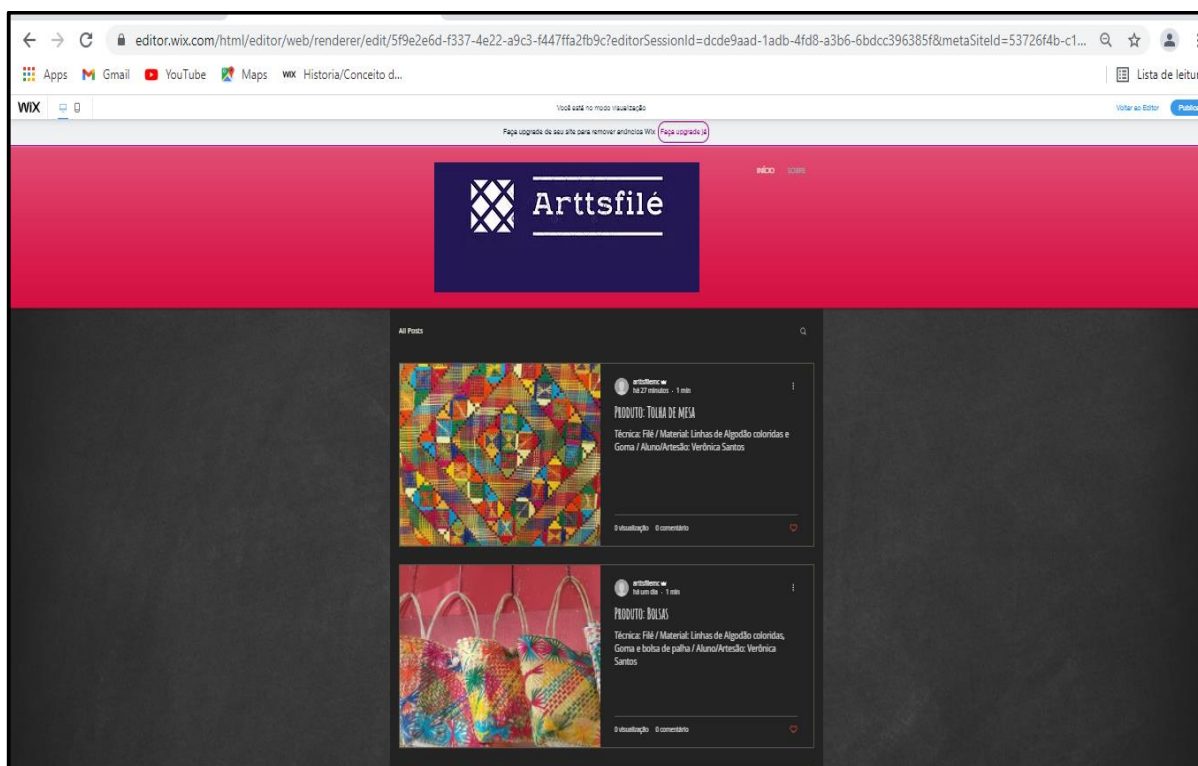 editor.wix.com/html/editor/web/renderer/edit/5f9e2e6d-f337-4e22-a9c3-f447ffa2fb9c?editorSessionId=dcde9aad-1adb-4fd8-a3b6-6bdcc396385f&metaSiteId=53726f4b-c1...
Apps Gmail YouTube Maps WIX Historia/Conceito d... Lista de leitur
WIX Você está no modo visualização Voltar ao Editor Public
Faça upgrade de seu site para remover anúncios Wix Faça upgrade já
INÍCIO SOBRE
Arttsfilé
All Posts
arttsfilemc
há 27 minutos · 1 min
PRODUTO: TOLHA DE MESA
Técnica: Filé / Material: Linhas de Algodão coloridas e
Goma / Aluno/Artesão: Verônica Santos
0 visualização 0 comentário
arttsfilemc
há um dia · 1 min
PRODUTO: BOLSAS
Técnica: Filé / Material: Linhas de Algodão coloridas,
Goma e bolsa de palha / Aluno/Artesão: Verônica
Santos
0 visualização 0 comentário